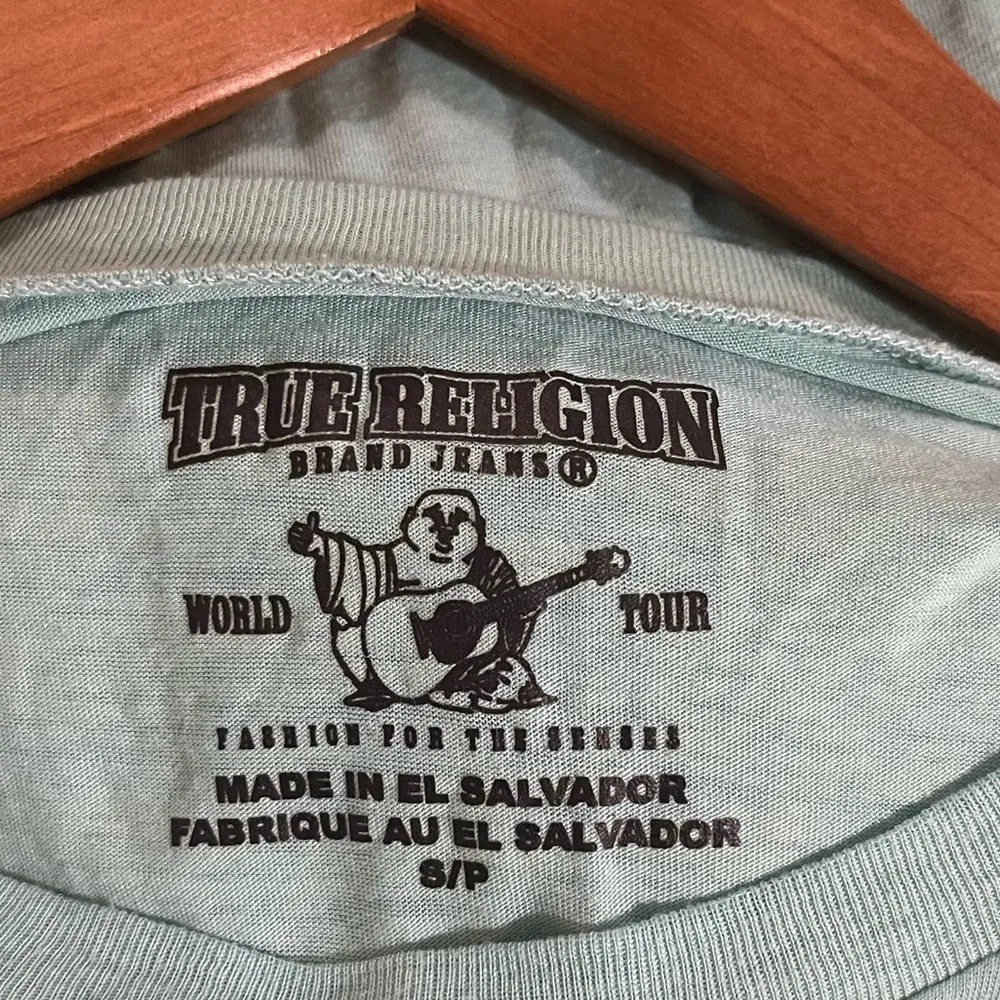 TRUE RELIGION
BRAND JEANS®
WORLD TOUR
FASHION FOR THE SENSES
MADE IN EL SALVADOR
FABRIQUE AU EL SALVADOR
S/P